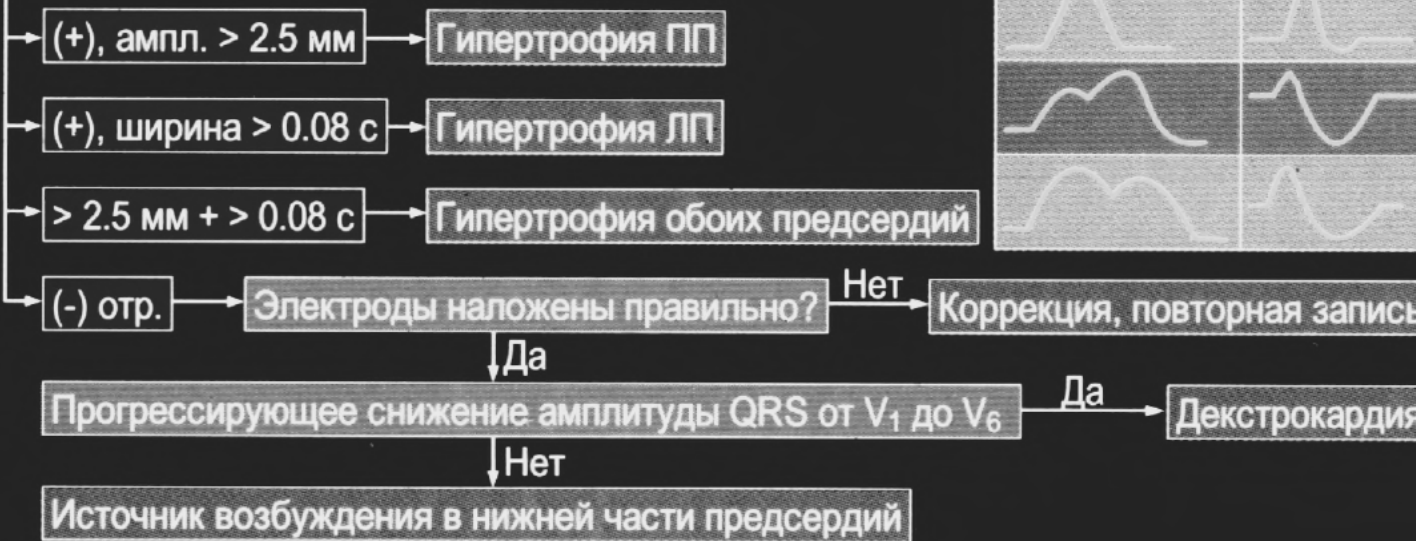 (+), ампл. > 2.5 мм
Гипертрофия ПП
(+), ширина > 0.08 с
Гипертрофия ЛП
> 2.5 мм + > 0.08 с
Гипертрофия обоих предсердий
(-) отр.
Электроды наложены правильно?
Нет
Коррекция, повторная запись
Да
Прогрессирующее снижение амплитуды QRS от V₁ до V₆
Да
Декстрокардия
Нет
Источник возбуждения в нижней части предсердий